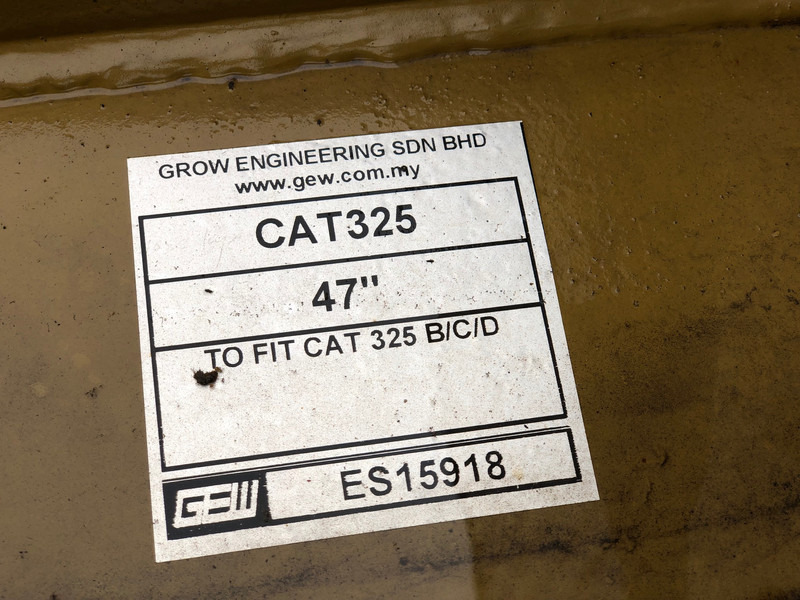 GROW ENGINEERING SDN BHD
www.gew.com.my
CAT325
47"
TO FIT CAT 325 B/C/D
GEW
ES15918